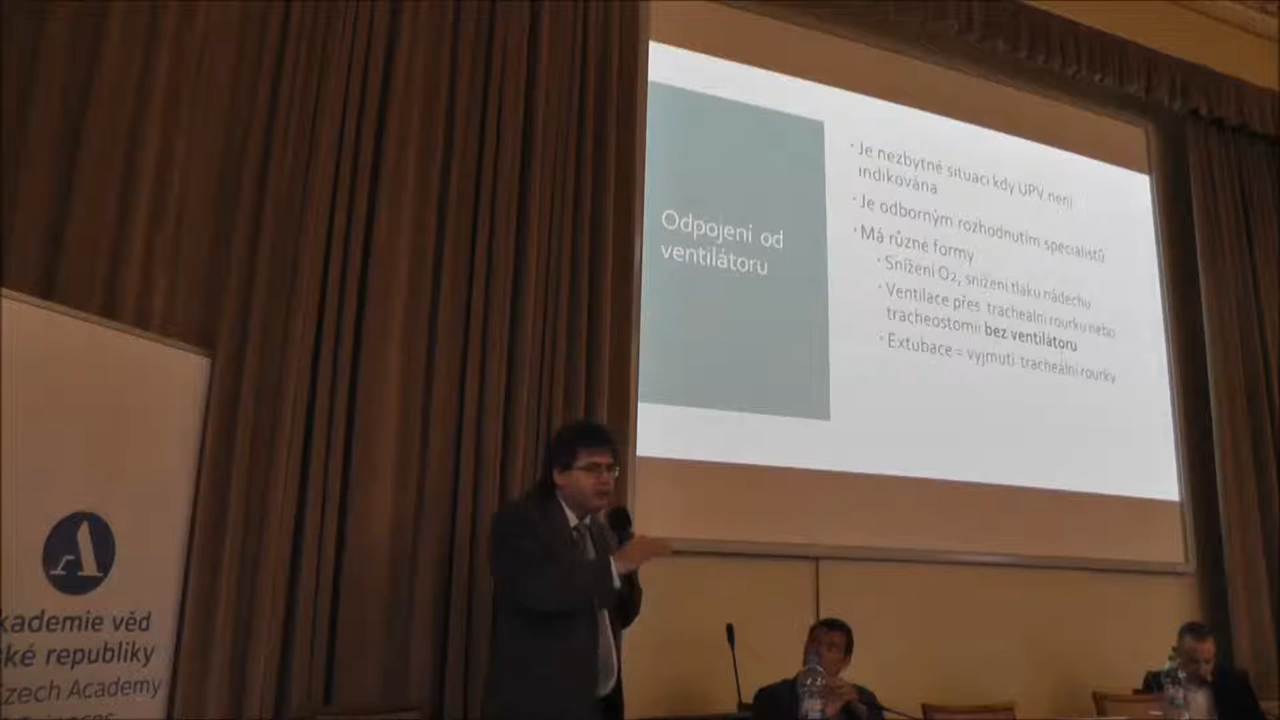 Odpojení od
ventilátoru
· Je nezbytné situaci kdy UPV není
indikována
· Je odborným rozhodnutím specialistů
· Má různé formy
· Snížení O2, snížení tlaku nádechu
· Ventilace přes tracheální rourku nebo
tracheostomii bez ventilátoru
· Extubace = vyjmutí tracheální rourky
A
kademie věd
ké republiky
zech Academy